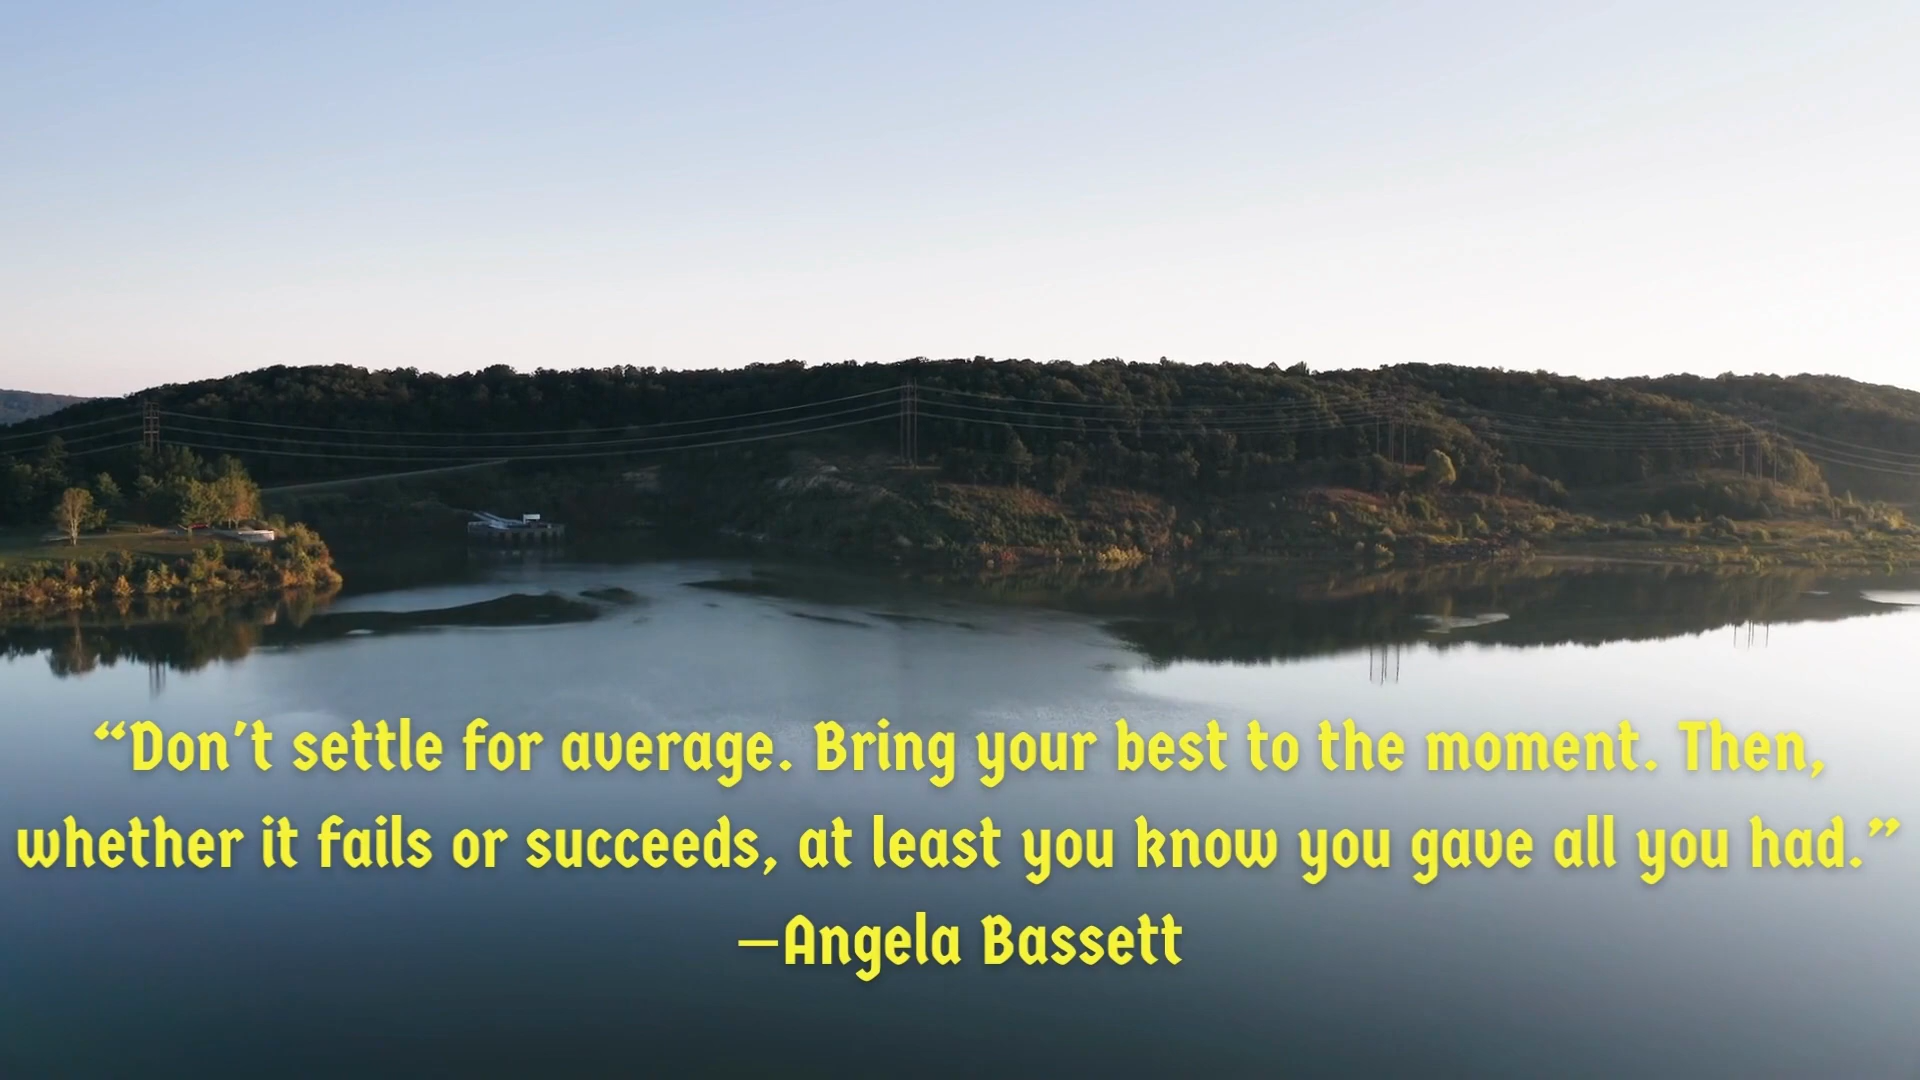 “Don’t settle for average. Bring your best to the moment. Then,
whether it fails or succeeds, at least you know you gave all you had.”
—Angela Bassett